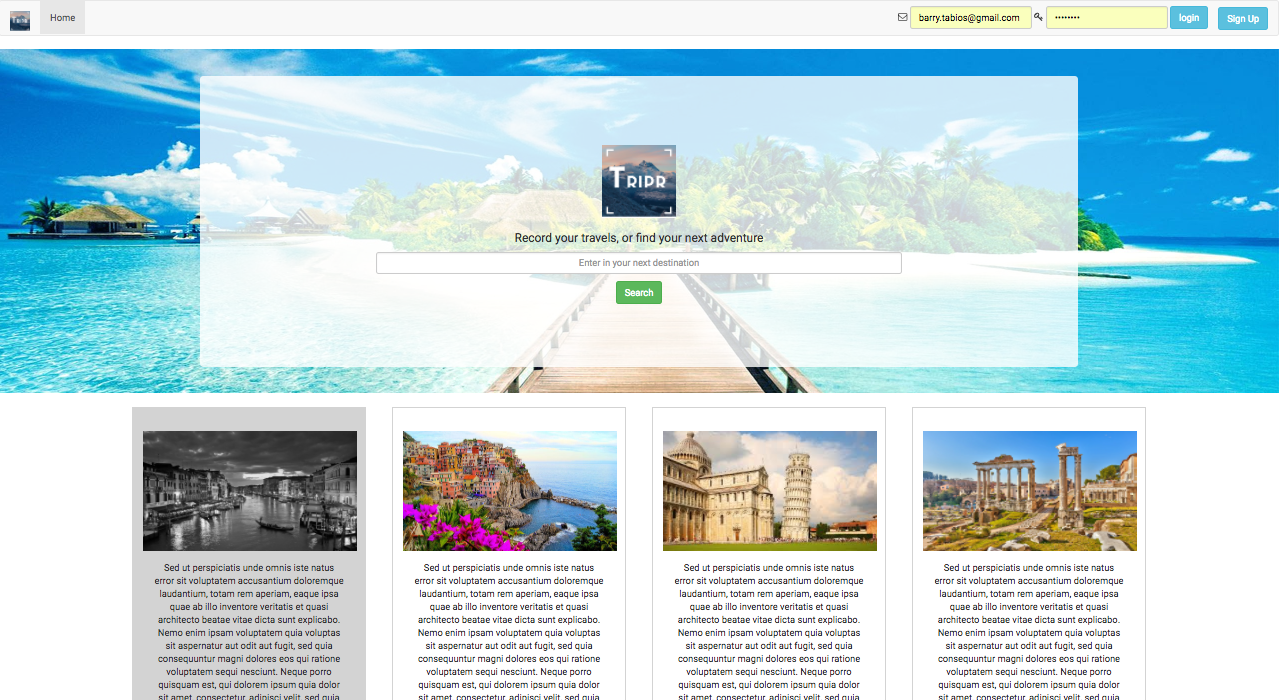 TRIPR
Home
barry.tabios@gmail.com
••••••••
login
Sign Up
TRIPR
Record your travels, or find your next adventure
Enter in your next destination
Search
Sed ut perspiciatis unde omnis iste natus
error sit voluptatem accusantium doloremque
laudantium, totam rem aperiam, eaque ipsa
quae ab illo inventore veritatis et quasi
architecto beatae vitae dicta sunt explicabo.
Nemo enim ipsam voluptatem quia voluptas
sit aspernatur aut odit aut fugit, sed quia
consequuntur magni dolores eos qui ratione
voluptatem sequi nesciunt. Neque porro
quisquam est, qui dolorem ipsum quia dolor
sit amet, consectetur, adipisci velit, sed quia
Sed ut perspiciatis unde omnis iste natus
error sit voluptatem accusantium doloremque
laudantium, totam rem aperiam, eaque ipsa
quae ab illo inventore veritatis et quasi
architecto beatae vitae dicta sunt explicabo.
Nemo enim ipsam voluptatem quia voluptas
sit aspernatur aut odit aut fugit, sed quia
consequuntur magni dolores eos qui ratione
voluptatem sequi nesciunt. Neque porro
quisquam est, qui dolorem ipsum quia dolor
sit amet, consectetur, adipisci velit, sed quia
Sed ut perspiciatis unde omnis iste natus
error sit voluptatem accusantium doloremque
laudantium, totam rem aperiam, eaque ipsa
quae ab illo inventore veritatis et quasi
architecto beatae vitae dicta sunt explicabo.
Nemo enim ipsam voluptatem quia voluptas
sit aspernatur aut odit aut fugit, sed quia
consequuntur magni dolores eos qui ratione
voluptatem sequi nesciunt. Neque porro
quisquam est, qui dolorem ipsum quia dolor
sit amet, consectetur, adipisci velit, sed quia
Sed ut perspiciatis unde omnis iste natus
error sit voluptatem accusantium doloremque
laudantium, totam rem aperiam, eaque ipsa
quae ab illo inventore veritatis et quasi
architecto beatae vitae dicta sunt explicabo.
Nemo enim ipsam voluptatem quia voluptas
sit aspernatur aut odit aut fugit, sed quia
consequuntur magni dolores eos qui ratione
voluptatem sequi nesciunt. Neque porro
quisquam est, qui dolorem ipsum quia dolor
sit amet, consectetur, adipisci velit, sed quia